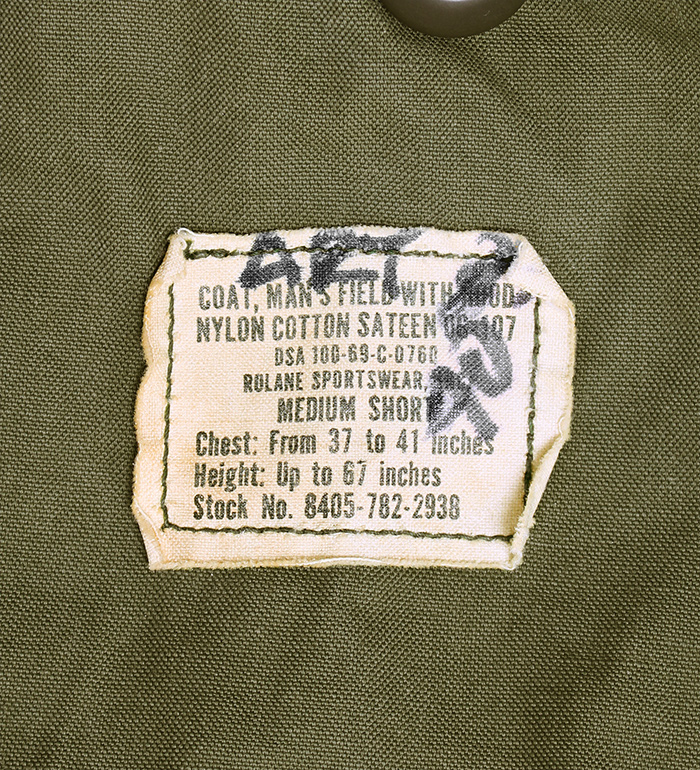 COAT, MAN'S FIELD WITH HOOD
NYLON COTTON SATEEN OG-107
DSA 100-69-C-0760
ROLANE SPORTSWEAR,
MEDIUM SHORT
Chest: From 37 to 41 inches
Height: Up to 67 inches
Stock No. 8405-782-2938